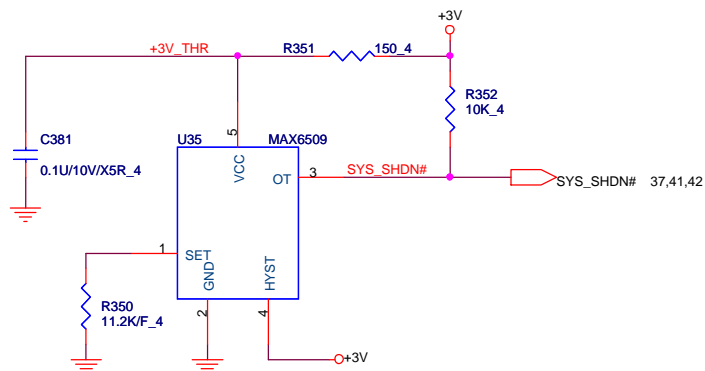 +3V
+3V_THR
R351
150_4
R352
10K_4
C381
0.1U/10V/X5R_4
U35
MAX6509
5
VCC
OT
3
SYS_SHDN#
SYS_SHDN# 37,41,42
1
SET
GND
HYST
R350
11.2K/F_4
2
4
+3V